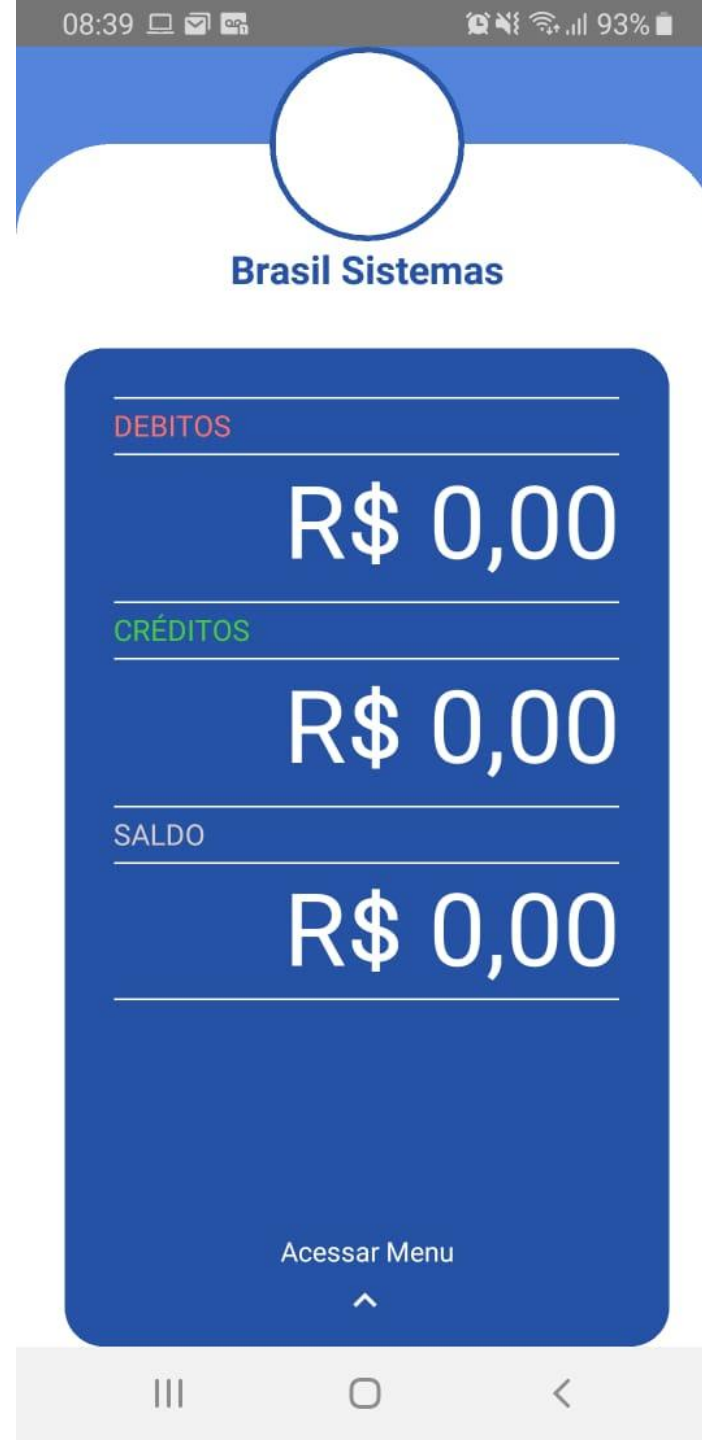 08:39 93%
Brasil Sistemas
DEBITOS
R$ 0,00
CRÉDITOS
R$ 0,00
SALDO
R$ 0,00
Acessar Menu